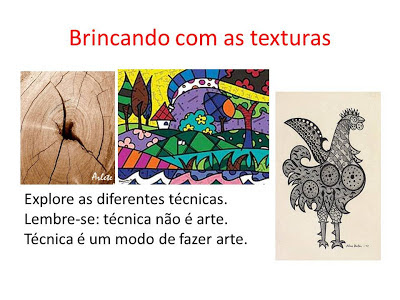 Brincando com as texturas
Arlete
Explore as diferentes técnicas.
Lembre-se: técnica não é arte.
Técnica é um modo de fazer arte.